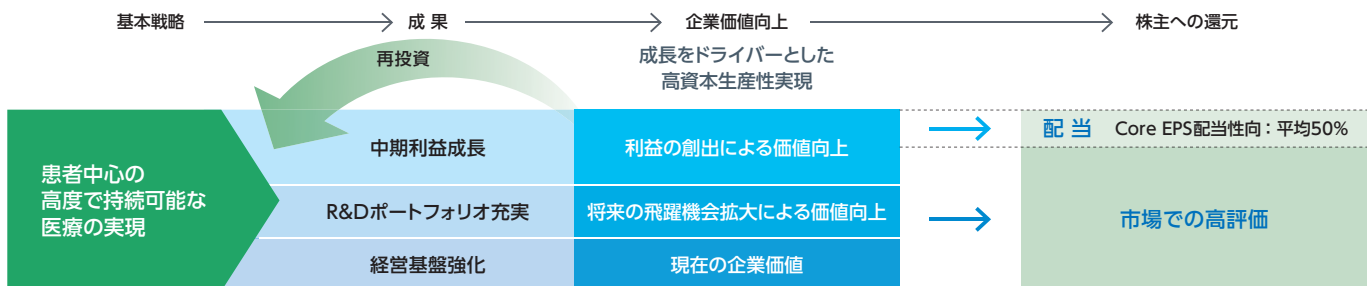 基本戦略
成 果
企業価値向上
株主への還元
再投資
成長をドライバーとした
高資本生産性実現
患者中心の
高度で持続可能な
医療の実現
中期利益成長
利益の創出による価値向上
配 当 Core EPS配当性向：平均50%
R&Dポートフォリオ充実
将来の飛躍機会拡大による価値向上
市場での高評価
経営基盤強化
現在の企業価値